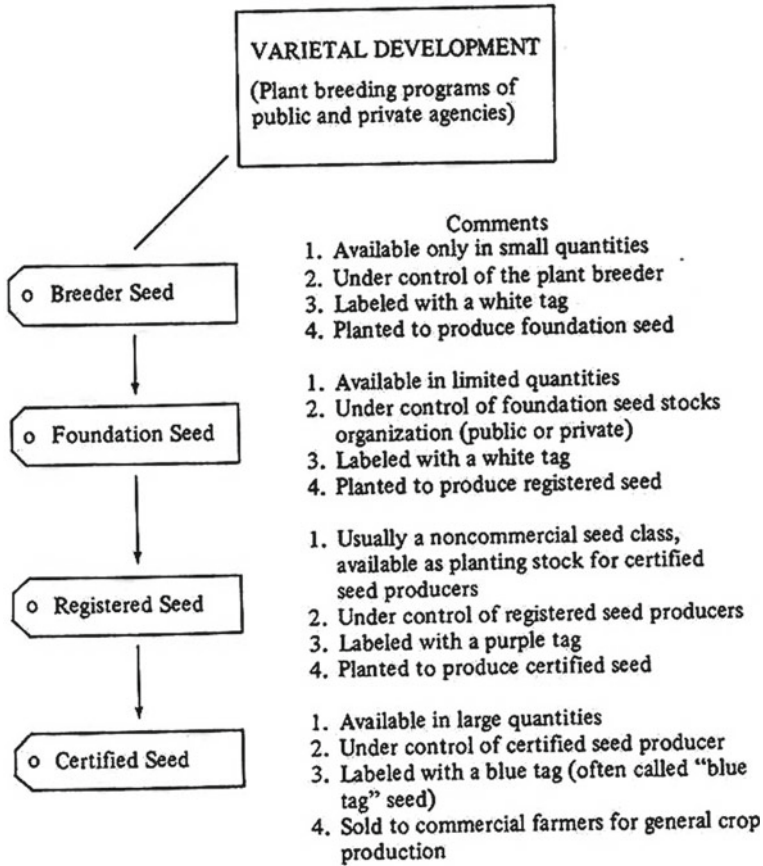 VARIETAL DEVELOPMENT
(Plant breeding programs of
public and private agencies)
Comments
Breeder Seed
1. Available only in small quantities
2. Under control of the plant breeder
3. Labeled with a white tag
4. Planted to produce foundation seed
Foundation Seed
1. Available in limited quantities
2. Under control of foundation seed stocks
organization (public or private)
3. Labeled with a white tag
4. Planted to produce registered seed
Registered Seed
1. Usually a noncommercial seed class,
available as planting stock for certified
seed producers
2. Under control of registered seed producers
3. Labeled with a purple tag
4. Planted to produce certified seed
Certified Seed
1. Available in large quantities
2. Under control of certified seed producer
3. Labeled with a blue tag (often called “blue
tag” seed)
4. Sold to commercial farmers for general crop
production